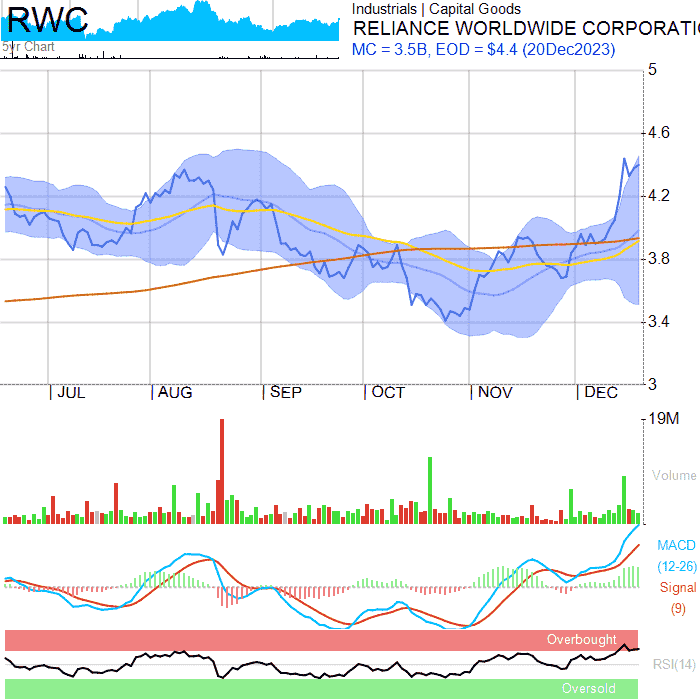 RWC
5yr Chart
Industrials | Capital Goods
RELIANCE WORLDWIDE CORPORATI
MC = 3.5B, EOD = $4.4 (20Dec2023)
5
4.6
4.2
3.8
3.4
3
JUL AUG SEP OCT NOV DEC
19M
Volume
MACD
(12-26)
Signal
(9)
Overbought
RSI(14)
Oversold